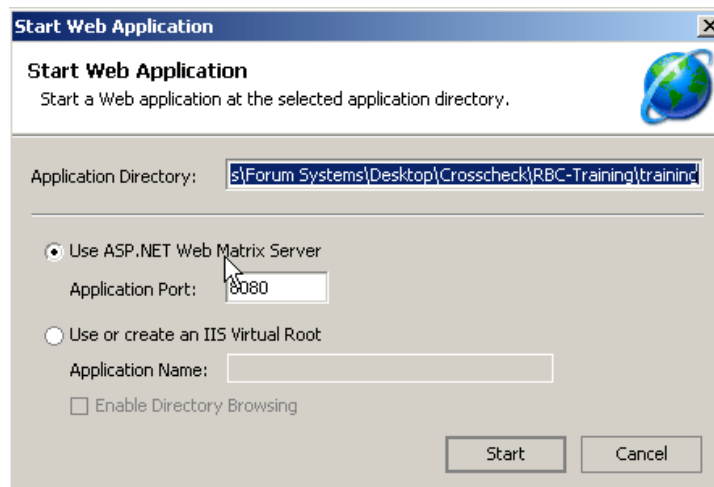 Start Web Application
Start Web Application
Start a Web application at the selected application directory.
Application Directory: s\Forum Systems\Desktop\Crosscheck\RBC-Training\training
Use ASP.NET Web Matrix Server
Application Port: 8080
Use or create an IIS Virtual Root
Application Name:
Enable Directory Browsing
Start Cancel